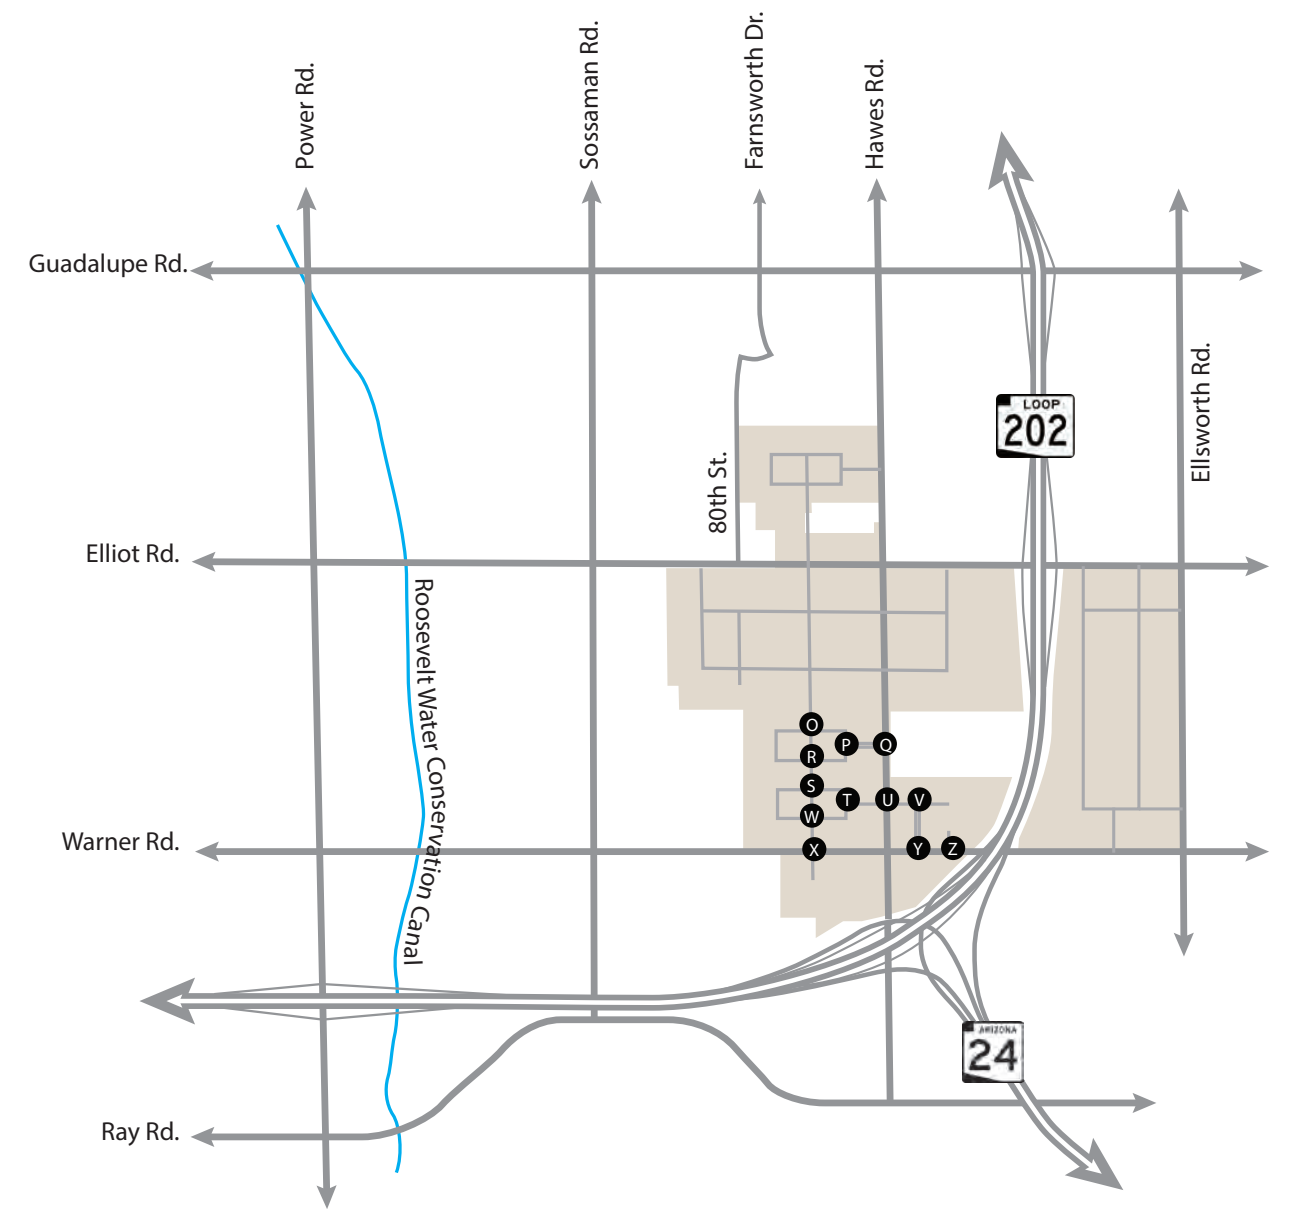 Power Rd.
Sossaman Rd.
Farnsworth Dr.
Hawes Rd.
Guadalupe Rd.
LOOP
202
Ellsworth Rd.
80th St.
Elliot Rd.
Roosevelt Water Conservation Canal
O
P
Q
R
S
T
U
V
W
Warner Rd.
X
Y
Z
ARIZONA
24
Ray Rd.